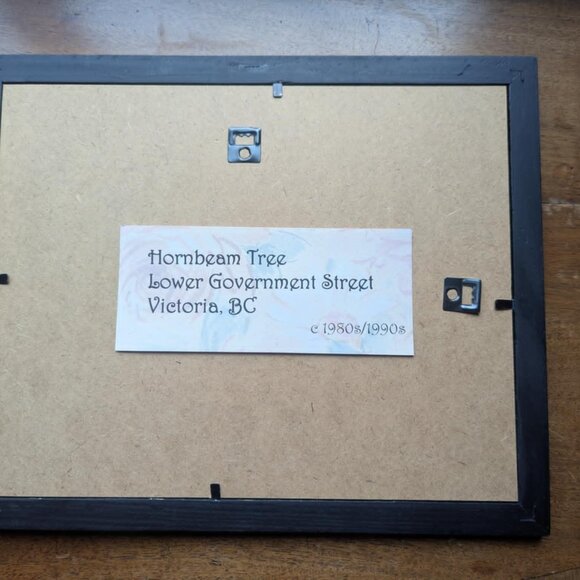 Hornbeam Tree
Lower Government Street
Victoria, BC
c 1980s/1990s